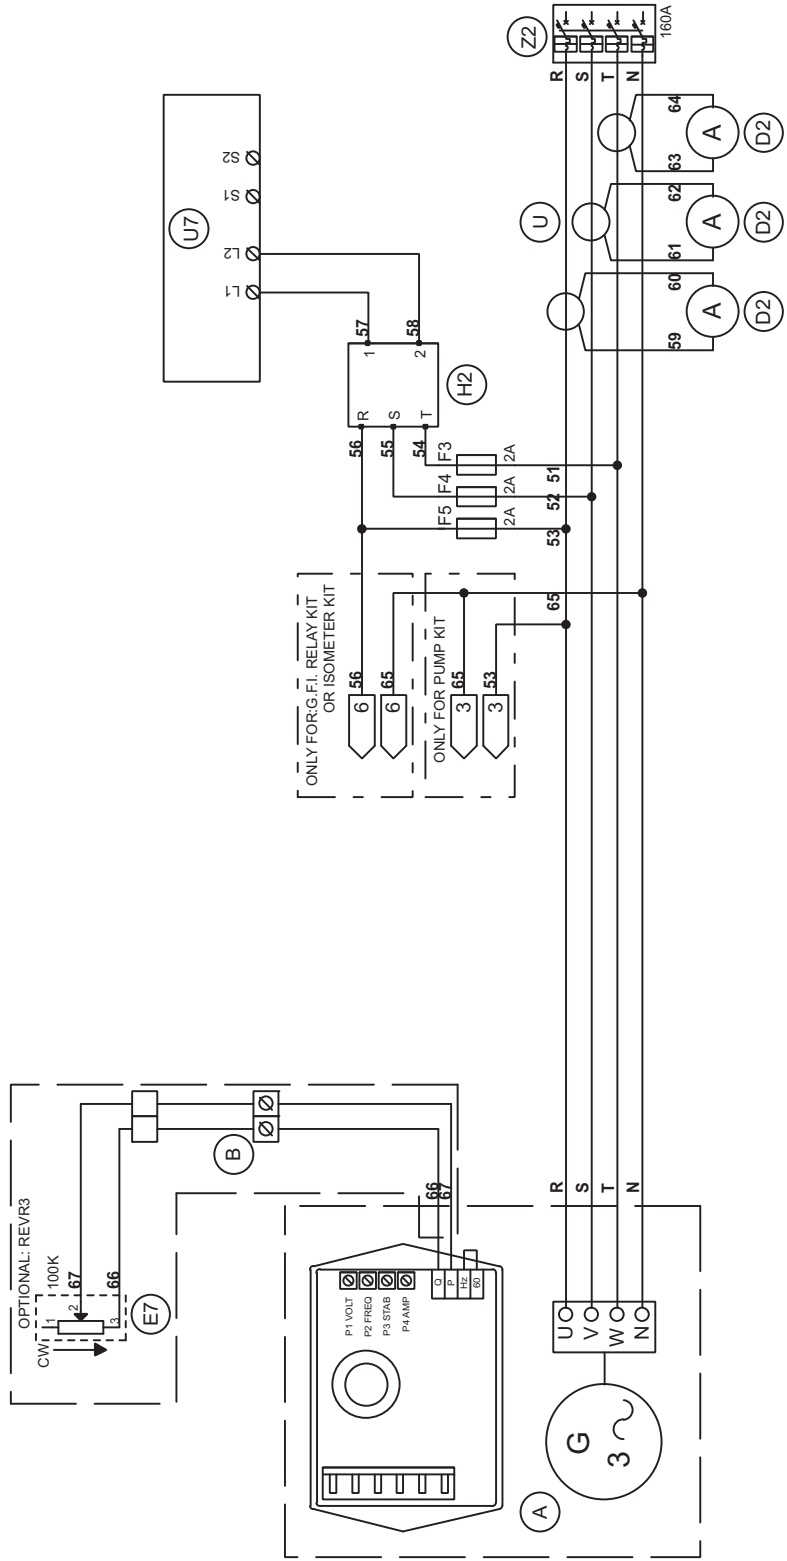 Z2
160A
R
S
T
N
64
63
A
D2
62
61
A
D2
60
59
A
D2
U
U7
S2
S1
L2
L1
57
58
1
2
H2
R
S
T
56
55
54
F3
F4
F5
2A
2A
2A
51
52
53
65
ONLY FOR:G.F.I. RELAY KIT
OR ISOMETER KIT
56
65
6
6
ONLY FOR PUMP KIT
65
53
3
3
OPTIONAL: REVR3
100K
67
66
1
2
3
CW
E7
B
66
67
R
S
T
N
P1 VOLT
P2 FREQ
P3 STAB
P4 AMP
Q
P
Hz
60
U
V
W
N
G
3
A